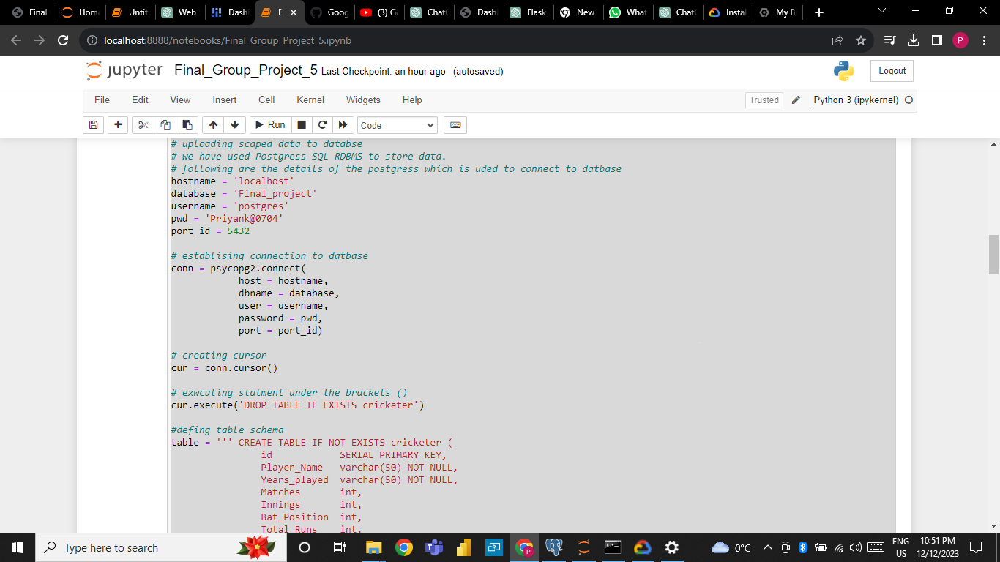 Final
Hom
Untit
Web
Dash
F
Goog
(3) G
ChatC
Dash
Flask
New
What
ChatC
Instal
My B
localhost:8888/notebooks/Final_Group_Project_5.ipynb
P
jupyter Final_Group_Project_5 Last Checkpoint: an hour ago (autosaved)
Logout
File Edit View Insert Cell Kernel Widgets Help
Trusted
Python 3 (ipykernel)
Run
Code
# uploading scaped data to databse
# we have used Postgress SQL RDBMS to store data.
# following are the details of the postgress which is uded to connect to datbase
hostname = 'localhost'
database = 'Final_project'
username = 'postgres'
pwd = 'Priyank@0704'
port_id = 5432
# establising connection to datbase
conn = psycopg2.connect(
host = hostname,
dbname = database,
user = username,
password = pwd,
port = port_id)
# creating cursor
cur = conn.cursor()
# exwcuting statment under the brackets ()
cur.execute('DROP TABLE IF EXISTS cricketer')
#defing table schema
table = ''' CREATE TABLE IF NOT EXISTS cricketer (
id SERIAL PRIMARY KEY,
Player_Name varchar(50) NOT NULL,
Years_played varchar(50) NOT NULL,
Matches int,
Innings int,
Bat_Position int,
Total_Runs int,
Type here to search
0°C
ENG
US
10:51 PM
12/12/2023